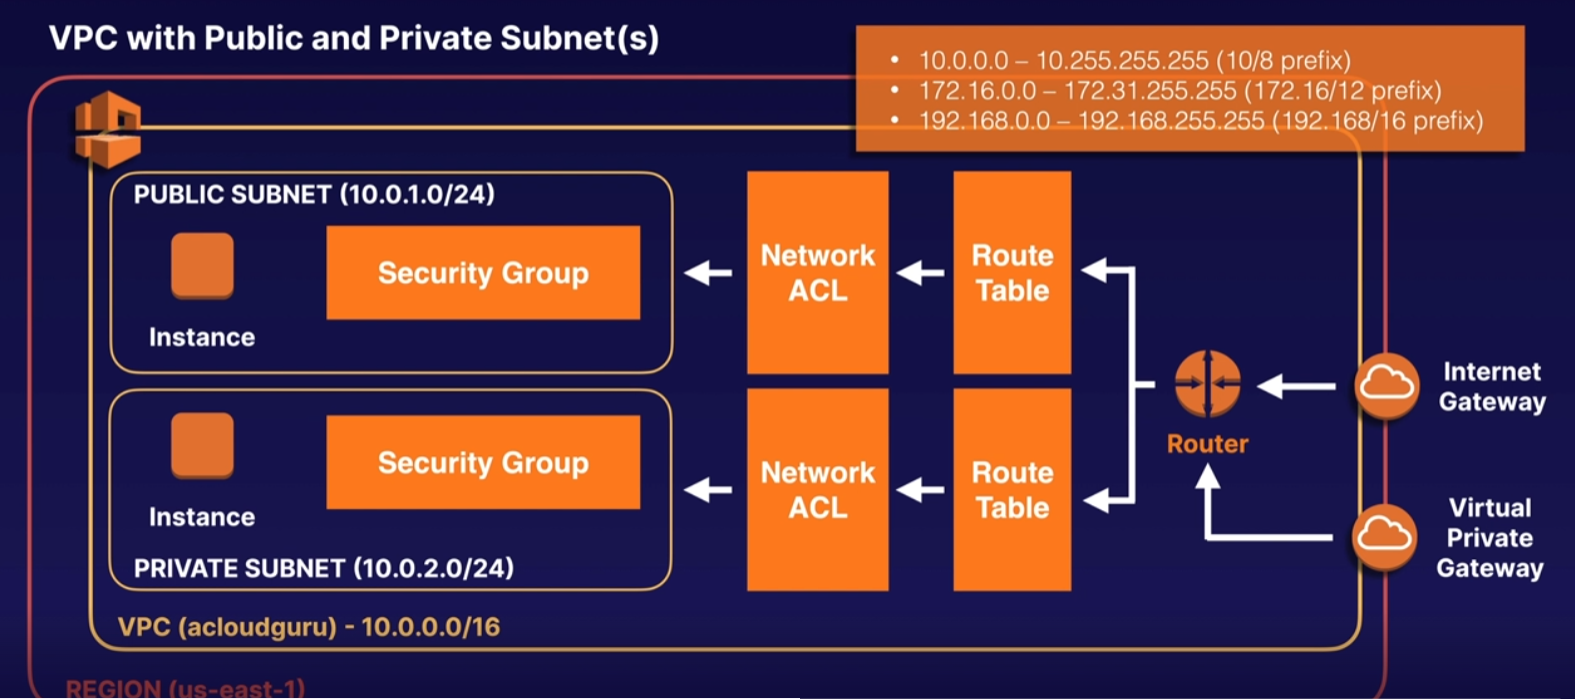 VPC with Public and Private Subnet(s)
• 10.0.0.0 – 10.255.255.255 (10/8 prefix)
• 172.16.0.0 – 172.31.255.255 (172.16/12 prefix)
• 192.168.0.0 – 192.168.255.255 (192.168/16 prefix)
PUBLIC SUBNET (10.0.1.0/24)
Instance
Security Group
Network
ACL
Route
Table
Instance
Security Group
PRIVATE SUBNET (10.0.2.0/24)
Network
ACL
Route
Table
Router
Internet
Gateway
Virtual
Private
Gateway
VPC (acloudguru) - 10.0.0.0/16
REGION (us-east-1)